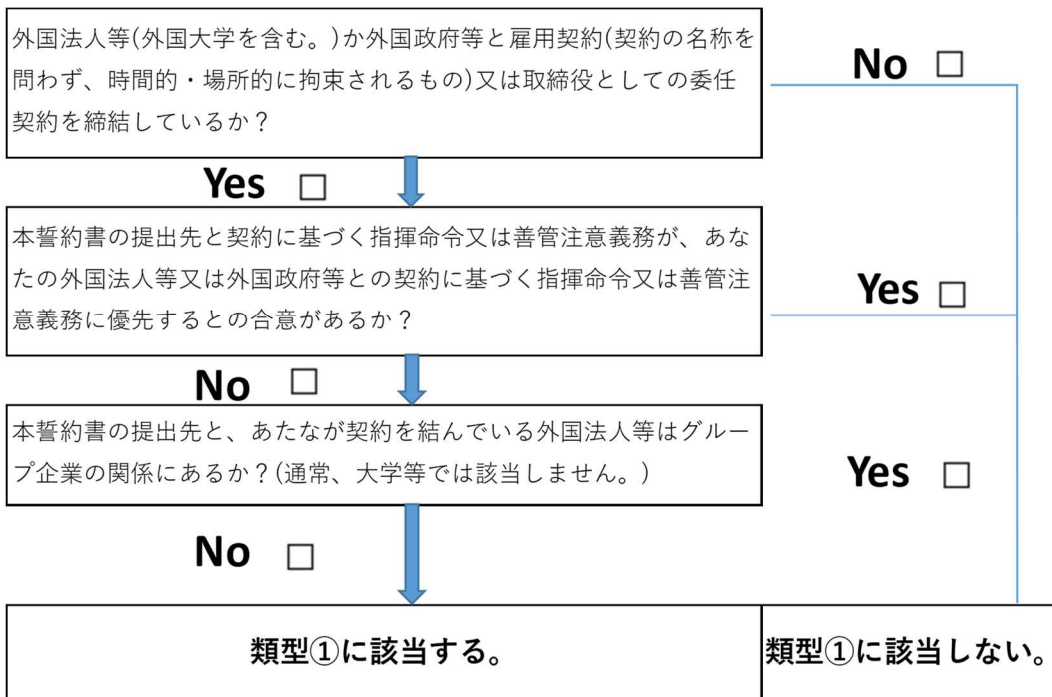 外国法人等(外国大学を含む。)か外国政府等と雇用契約(契約の名称を
問わず、時間的・場所的に拘束されるもの)又は取締役としての委任
契約を締結しているか？
No □
Yes □
本誓約書の提出先と契約に基づく指揮命令又は善管注意義務が、あな
たの外国法人等又は外国政府等との契約に基づく指揮命令又は善管注
意義務に優先するとの合意があるか？
Yes □
No □
本誓約書の提出先と、あたなが契約を結んでいる外国法人等はグルー
プ企業の関係にあるか？(通常、大学等では該当しません。)
Yes □
No □
類型①に該当する。
類型①に該当しない。